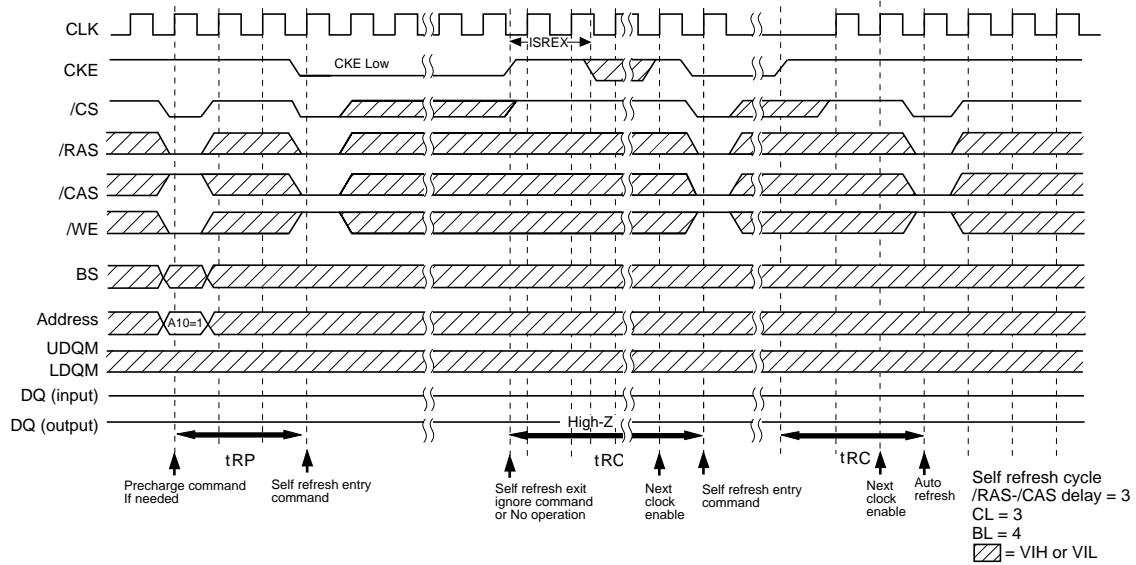 CLK
ISREX
CKE
CKE Low
/CS
/RAS
/CAS
/WE
BS
Address
A10=1
UDQM
LDQM
DQ (input)
DQ (output)
High-Z
tRP
tRC
tRC
Precharge command
If needed
Self refresh entry
command
Self refresh exit
ignore command
or No operation
Next
clock
enable
Self refresh entry
command
Next
clock
enable
Auto
refresh
Self refresh cycle
/RAS-/CAS delay = 3
CL = 3
BL = 4
= VIH or VIL